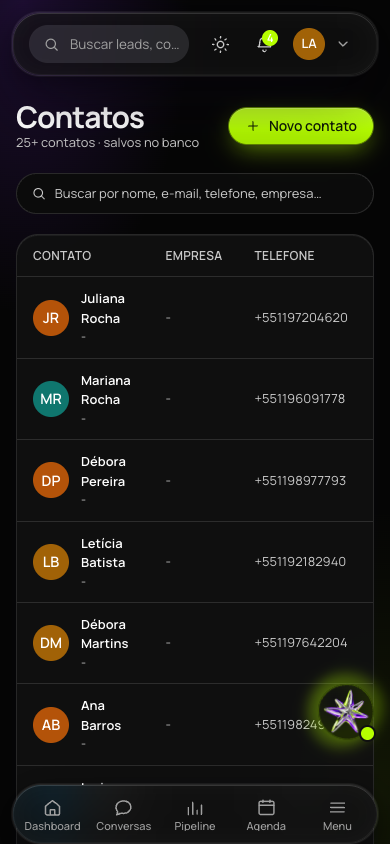 Buscar leads, co...
4
LA
Contatos
25+ contatos · salvos no banco
+ Novo contato
Buscar por nome, e-mail, telefone, empresa...
CONTATO EMPRESA TELEFONE
JR Juliana Rocha - - +551197204620
MR Mariana Rocha - - +551196091778
DP Débora Pereira - - +551198977793
LB Letícia Batista - - +551192182940
DM Débora Martins - - +551197642204
AB Ana Barros - -
Dashboard Conversas Pipeline Agenda Menu